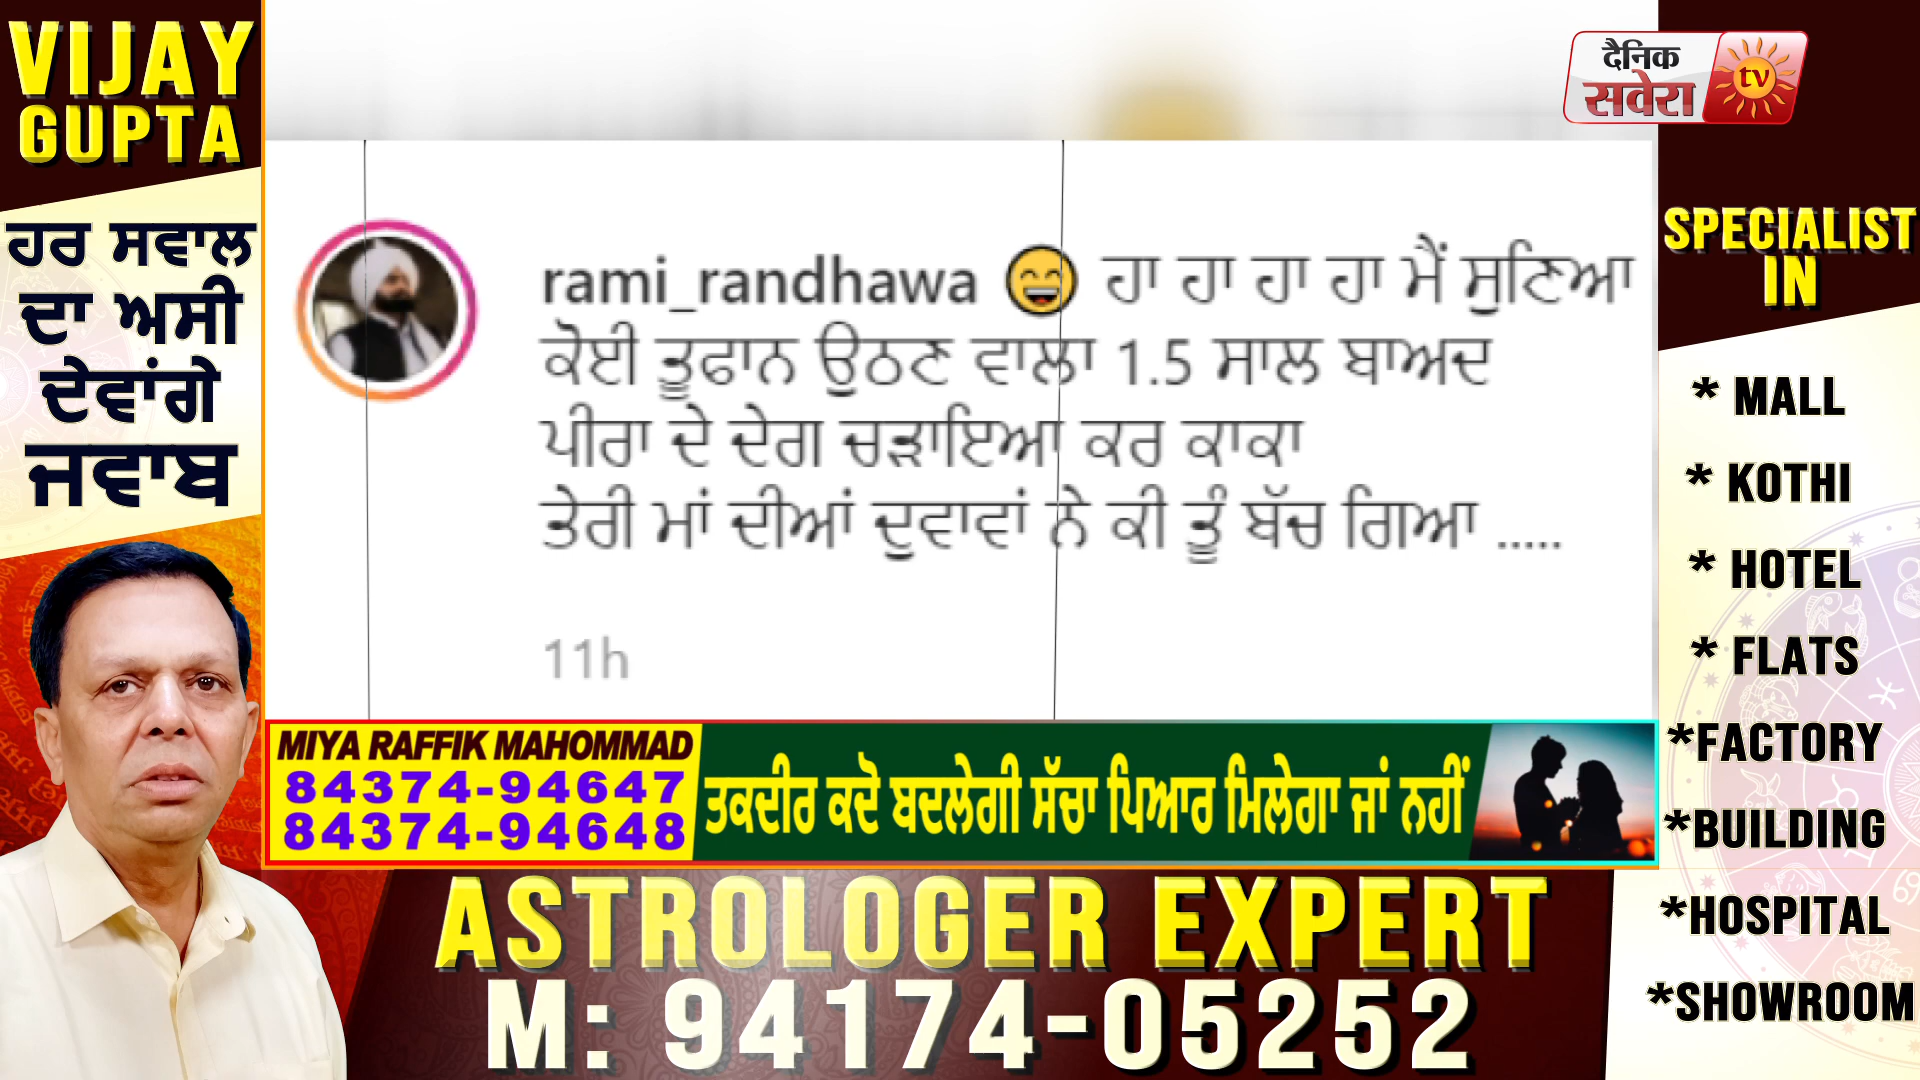 VIJAY
GUPTA
ਹਰ ਸਵਾਲ
ਦਾ ਅਸੀ
ਦੇਵਾਂਗੇ
ਜਵਾਬ
दैनिक
सवेरा
tv
rami_randhawa 😄 ਹਾ ਹਾ ਹਾ ਹਾ ਮੈਂ ਸੁਣਿਆ
ਕੋਈ ਤੂਫਾਨ ਉਠਣ ਵਾਲਾ 1.5 ਸਾਲ ਬਾਅਦ
ਪੀਰਾ ਦੇ ਦੇਗ ਚੜਾਇਆ ਕਰ ਕਾਕਾ
ਤੇਰੀ ਮਾਂ ਦੀਆਂ ਦੁਵਾਵਾਂ ਨੇ ਕੀ ਤੂੰ ਬੱਚ ਗਿਆ .....
11h
SPECIALIST
IN
* MALL
* KOTHI
* HOTEL
* FLATS
*FACTORY
*BUILDING
*HOSPITAL
*SHOWROOM
MIYA RAFFIK MAHOMMAD
84374-94647
84374-94648
ਤਕਦੀਰ ਕਦੋ ਬਦਲੇਗੀ ਸੱਚਾ ਪਿਆਰ ਮਿਲੇਗਾ ਜਾਂ ਨਹੀਂ
ASTROLOGER EXPERT
M: 94174-05252